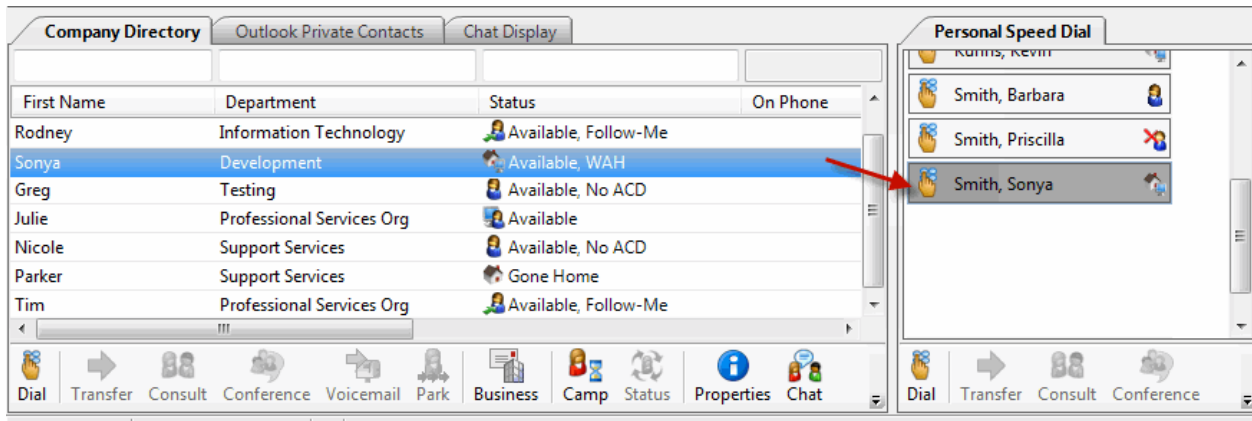 Company Directory Outlook Private Contacts Chat Display
First Name Department Status On Phone
Rodney Information Technology Available, Follow-Me
Sonya Development Available, WAH
Greg Testing Available, No ACD
Julie Professional Services Org Available
Nicole Support Services Available, No ACD
Parker Support Services Gone Home
Tim Professional Services Org Available, Follow-Me
Dial Transfer Consult Conference Voicemail Park Business Camp Status Properties Chat
Personal Speed Dial
Kevin
Smith, Barbara
Smith, Priscilla
Smith, Sonya
Dial Transfer Consult Conference